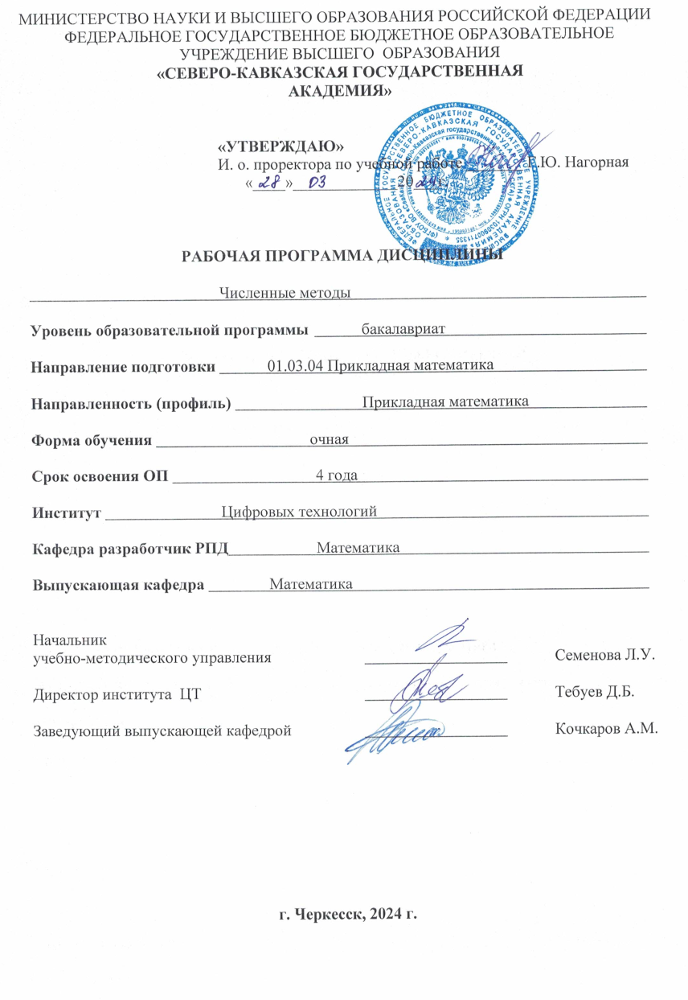 МИНИСТЕРСТВО НАУКИ И ВЫСШЕГО ОБРАЗОВАНИЯ РОССИЙСКОЙ ФЕДЕРАЦИИ
ФЕДЕРАЛЬНОЕ ГОСУДАРСТВЕННОЕ БЮДЖЕТНОЕ ОБРАЗОВАТЕЛЬНОЕ
УЧРЕЖДЕНИЕ ВЫСШЕГО ОБРАЗОВАНИЯ
«СЕВЕРО-КАВКАЗСКАЯ ГОСУДАРСТВЕННАЯ
АКАДЕМИЯ»
«УТВЕРЖДАЮ»
И. о. проректора по учебной работе Г.Ю. Нагорная
«28» 03 2024 г.
РАБОЧАЯ ПРОГРАММА ДИСЦИПЛИНЫ
Численные методы
Уровень образовательной программы бакалавриат
Направление подготовки 01.03.04 Прикладная математика
Направленность (профиль) Прикладная математика
Форма обучения очная
Срок освоения ОП 4 года
Институт Цифровых технологий
Кафедра разработчик РПД Математика
Выпускающая кафедра Математика
Начальник
учебно-методического управления Семенова Л.У.
Директор института ЦТ Тебуев Д.Б.
Заведующий выпускающей кафедрой Кочкаров А.М.
г. Черкесск, 2024 г.